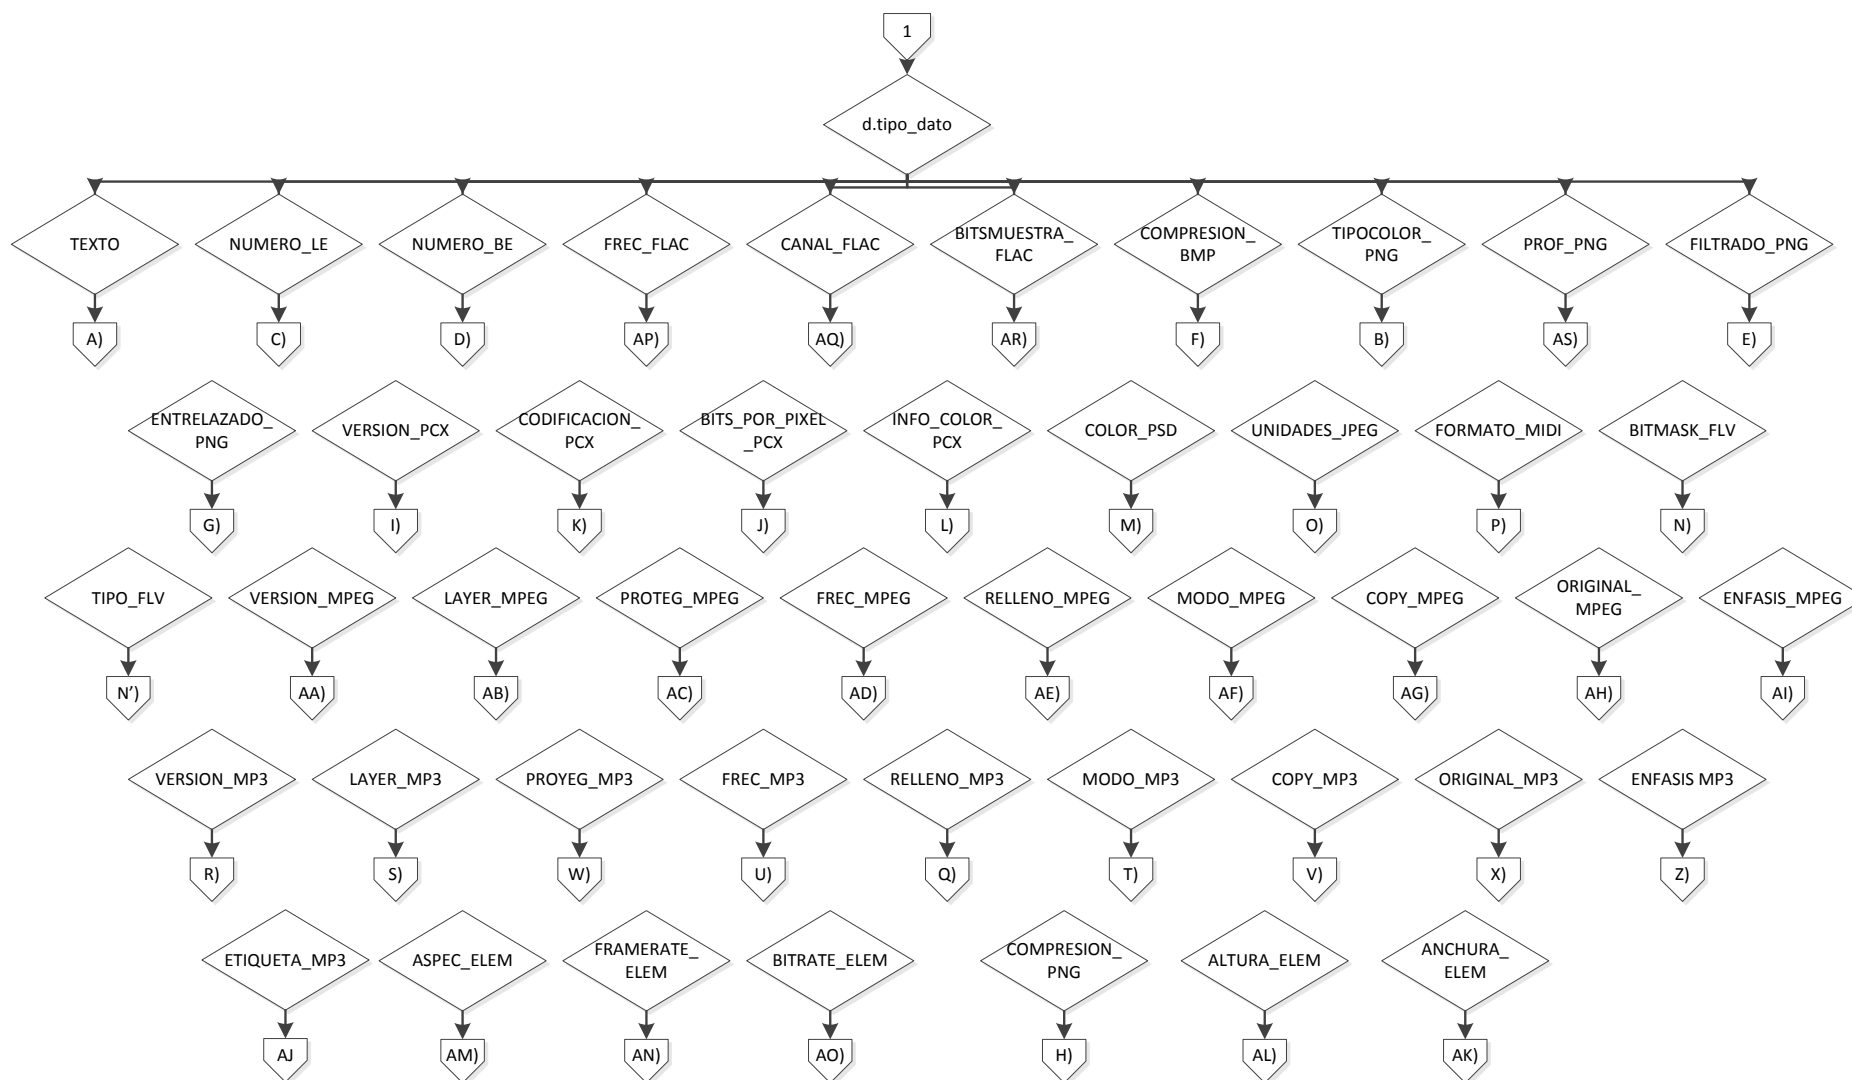 1
d.tipo_dato
TEXTO
NUMERO_LE
NUMERO_BE
FREC_FLAC
CANAL_FLAC
BITSMUESTRA_
FLAC
COMPRESION_
BMP
TIPOCOLOR_
PNG
PROF_PNG
FILTRADO_PNG
A)
C)
D)
AP)
AQ)
AR)
F)
B)
AS)
E)
ENTRELAZADO_
PNG
VERSION_PCX
CODIFICACION_
PCX
BITS_POR_PIXEL
_PCX
INFO_COLOR_
PCX
COLOR_PSD
UNIDADES_JPEG
FORMATO_MIDI
BITMASK_FLV
G)
I)
K)
J)
L)
M)
O)
P)
N)
TIPO_FLV
VERSION_MPEG
LAYER_MPEG
PROTEG_MPEG
FREC_MPEG
RELLENO_MPEG
MODO_MPEG
COPY_MPEG
ORIGINAL_
MPEG
ENFASIS_MPEG
N’)
AA)
AB)
AC)
AD)
AE)
AF)
AG)
AH)
AI)
VERSION_MP3
LAYER_MP3
PROYEG_MP3
FREC_MP3
RELLENO_MP3
MODO_MP3
COPY_MP3
ORIGINAL_MP3
ENFASIS MP3
R)
S)
W)
U)
Q)
T)
V)
X)
Z)
ETIQUETA_MP3
ASPEC_ELEM
FRAMERATE_
ELEM
BITRATE_ELEM
COMPRESION_
PNG
ALTURA_ELEM
ANCHURA_
ELEM
AJ
AM)
AN)
AO)
H)
AL)
AK)